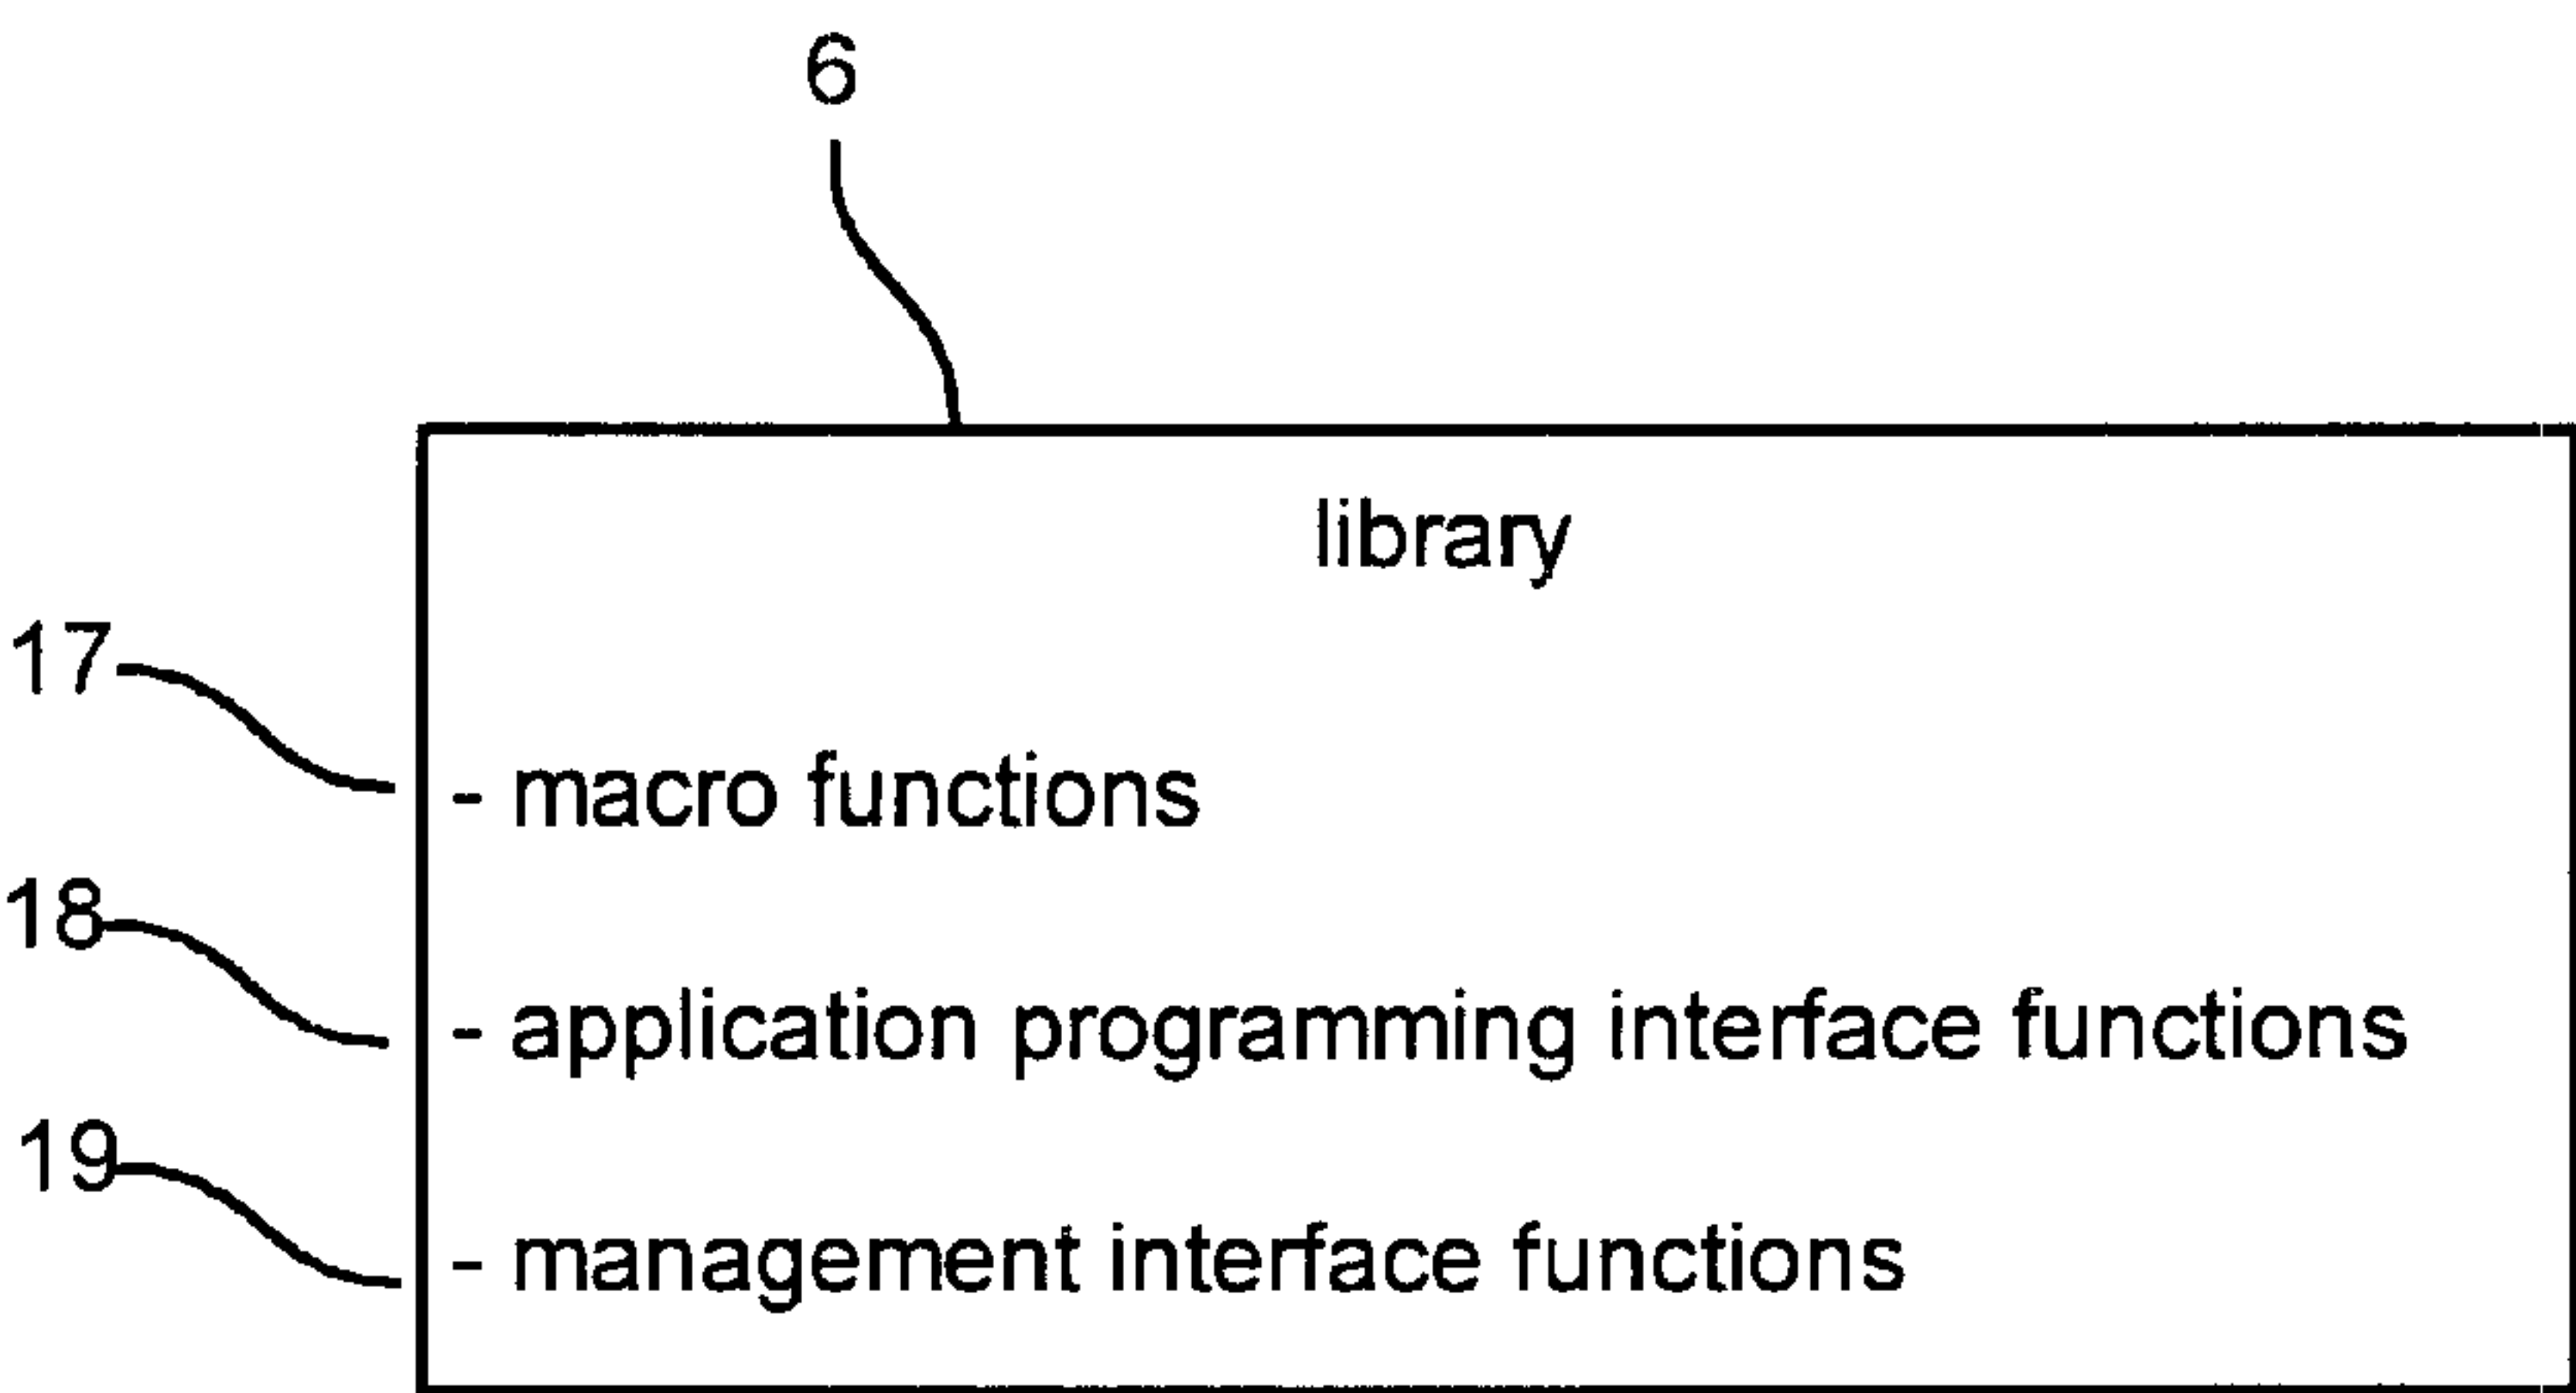 6
library
17
- macro functions
18
- application programming interface functions
19
- management interface functions